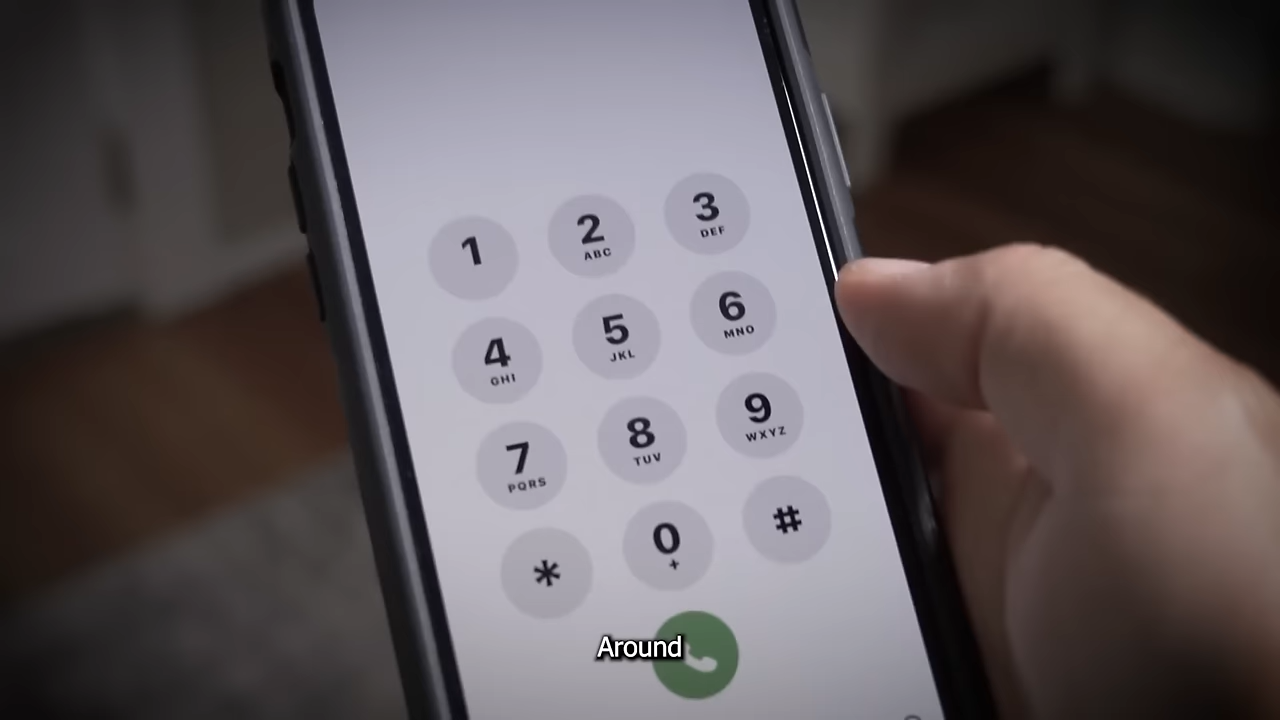 1
2
ABC
3
DEF
4
GHI
5
JKL
6
MNO
7
PQRS
8
TUV
9
WXYZ
*
0
+
#
Around